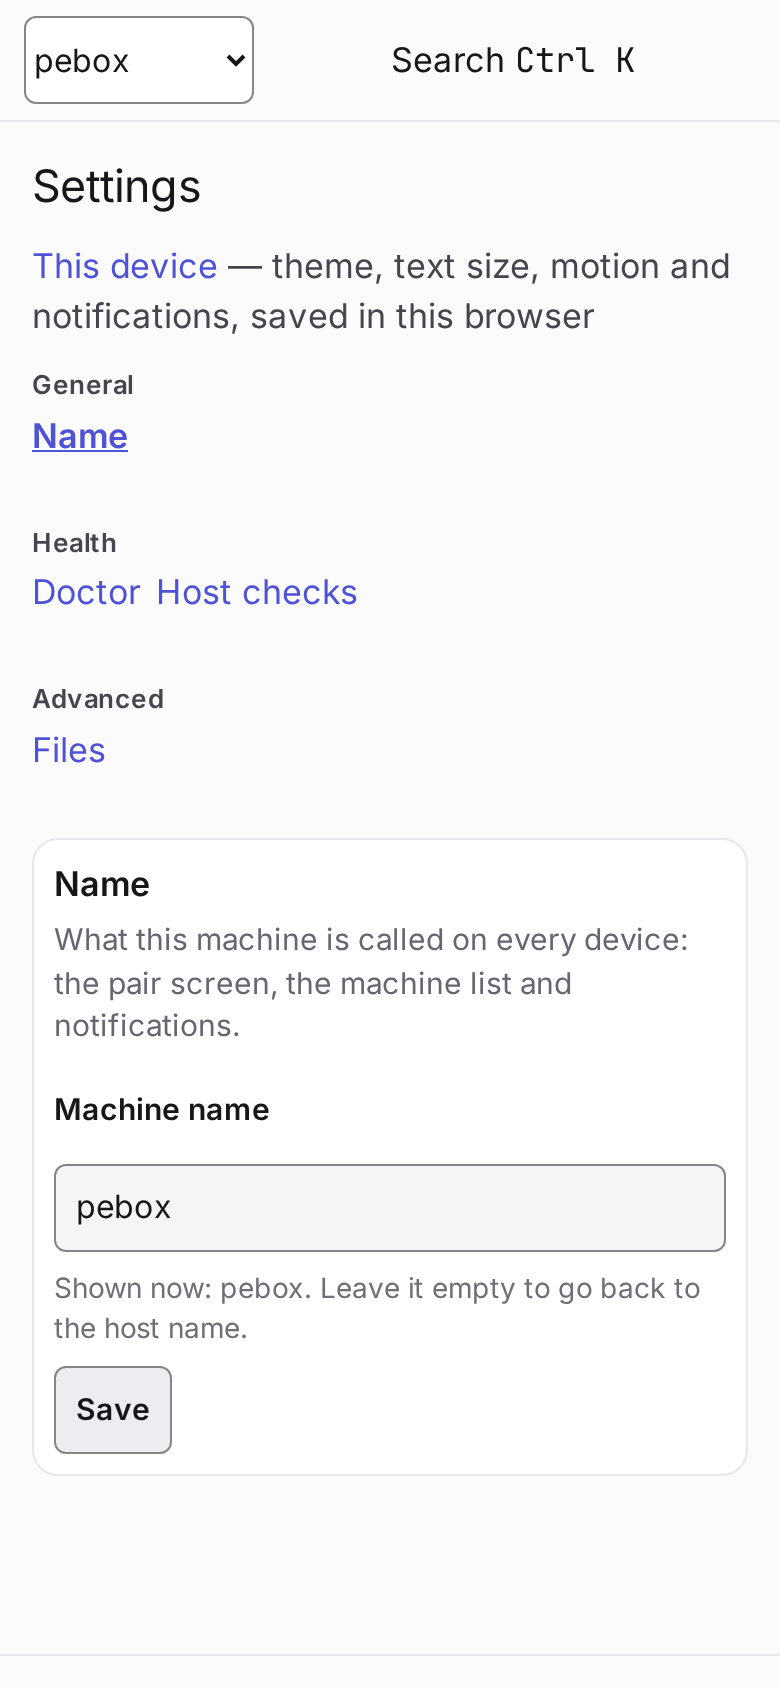 pebox
Search Ctrl K
Settings
This device — theme, text size, motion and
notifications, saved in this browser
General
Name
Health
Doctor Host checks
Advanced
Files
Name
What this machine is called on every device:
the pair screen, the machine list and
notifications.
Machine name
pebox
Shown now: pebox. Leave it empty to go back to
the host name.
Save